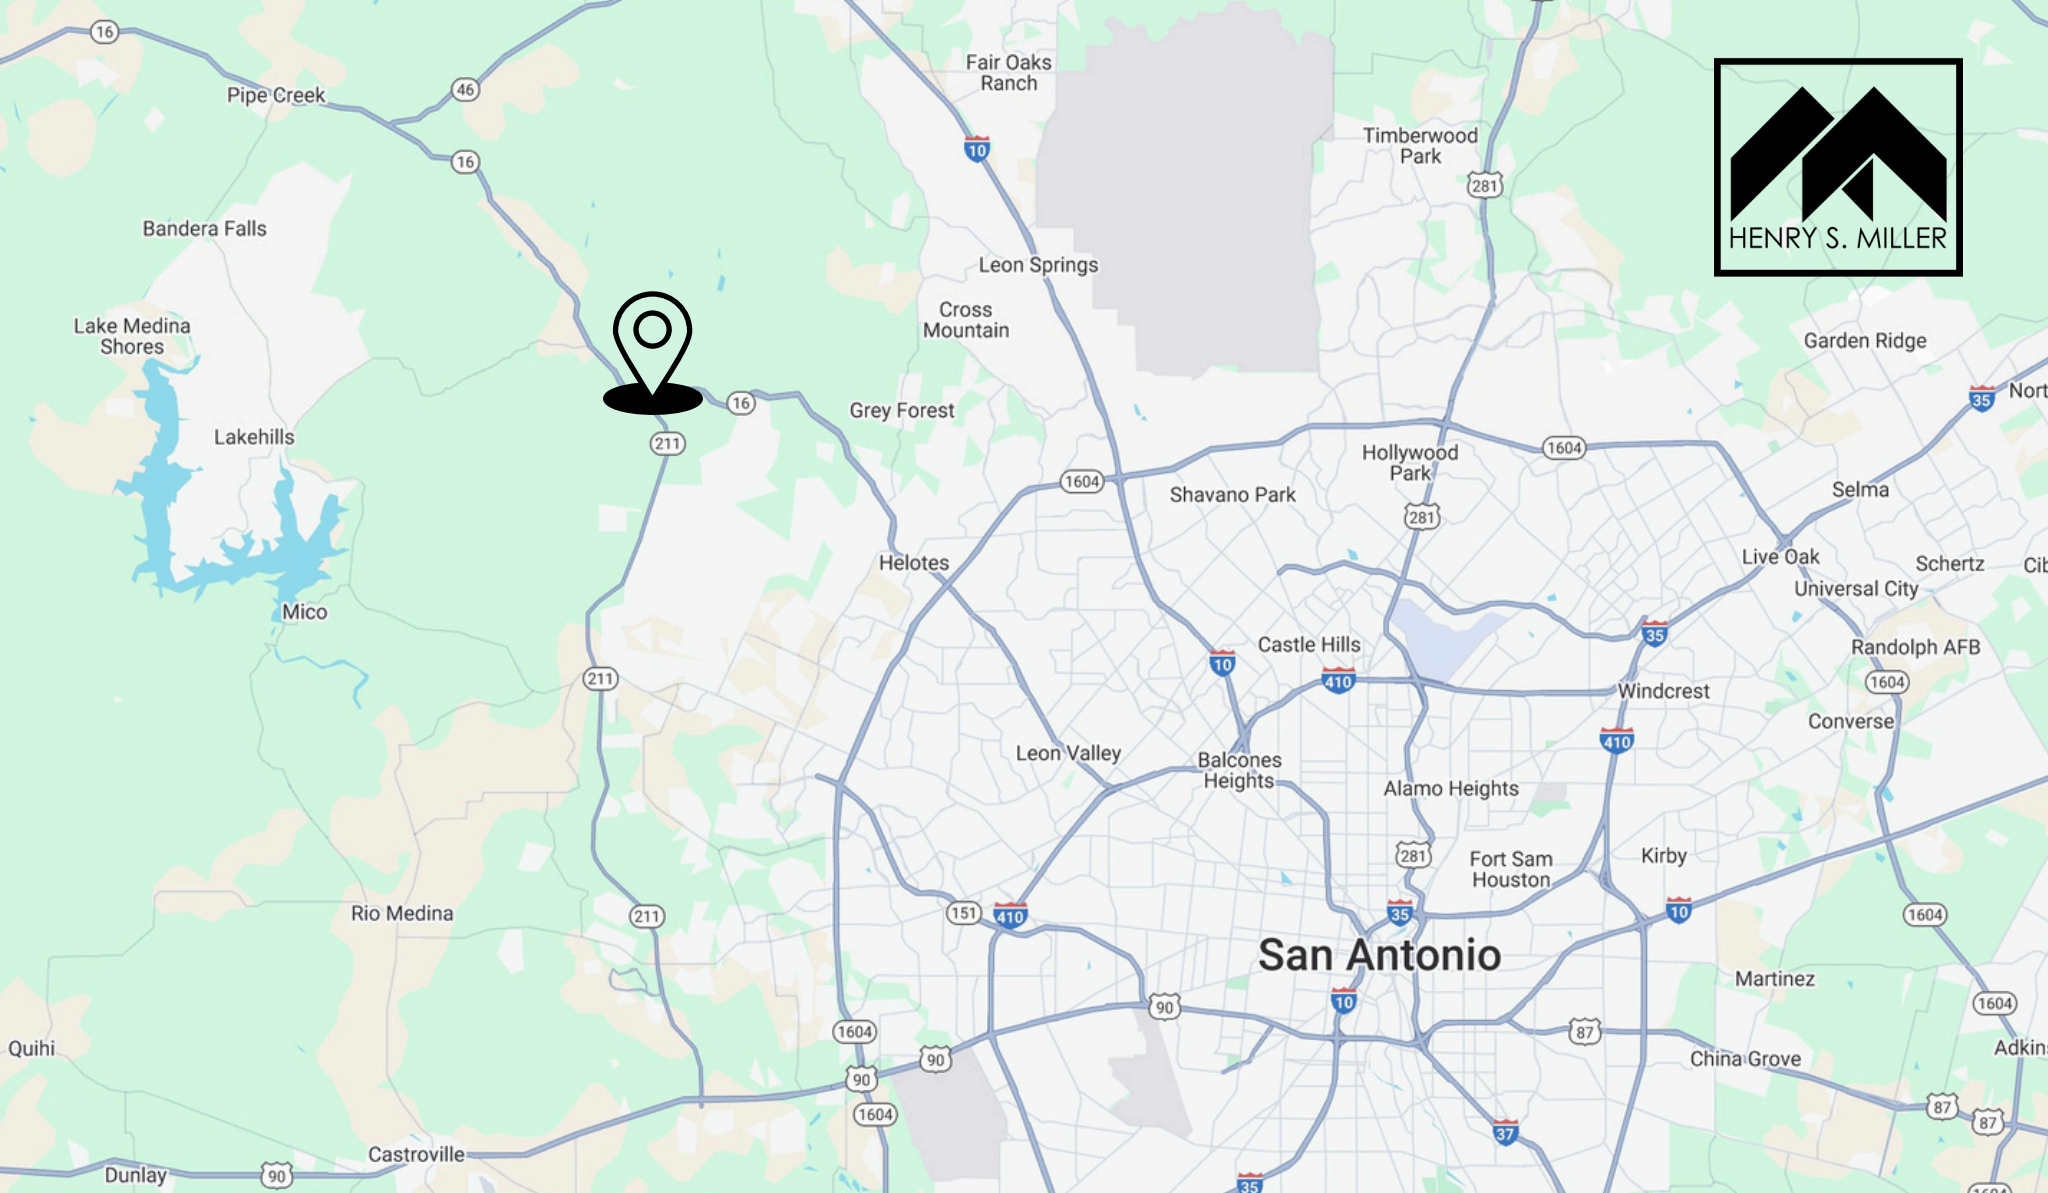 16
Fair Oaks
Ranch
46
Pipe Creek
10
Timberwood
Park
16
281
Bandera Falls
HENRY S. MILLER
Leon Springs
Cross
Mountain
Lake Medina
Shores
Garden Ridge
35
Nort
16
Grey Forest
Lakehills
211
Hollywood
Park
1604
1604
Shavano Park
Selma
281
Helotes
Live Oak
Schertz
Cib
Universal City
Mico
35
Castle Hills
Randolph AFB
10
410
211
1604
Windcrest
Converse
410
Leon Valley
Balcones
Heights
Alamo Heights
281
Fort Sam
Houston
Kirby
Rio Medina
211
151
410
35
10
1604
San Antonio
Martinez
10
90
1604
1604
87
Quihi
90
China Grove
Adkins
90
1604
87
87
37
Castroville
Dunlay
90
35
1604